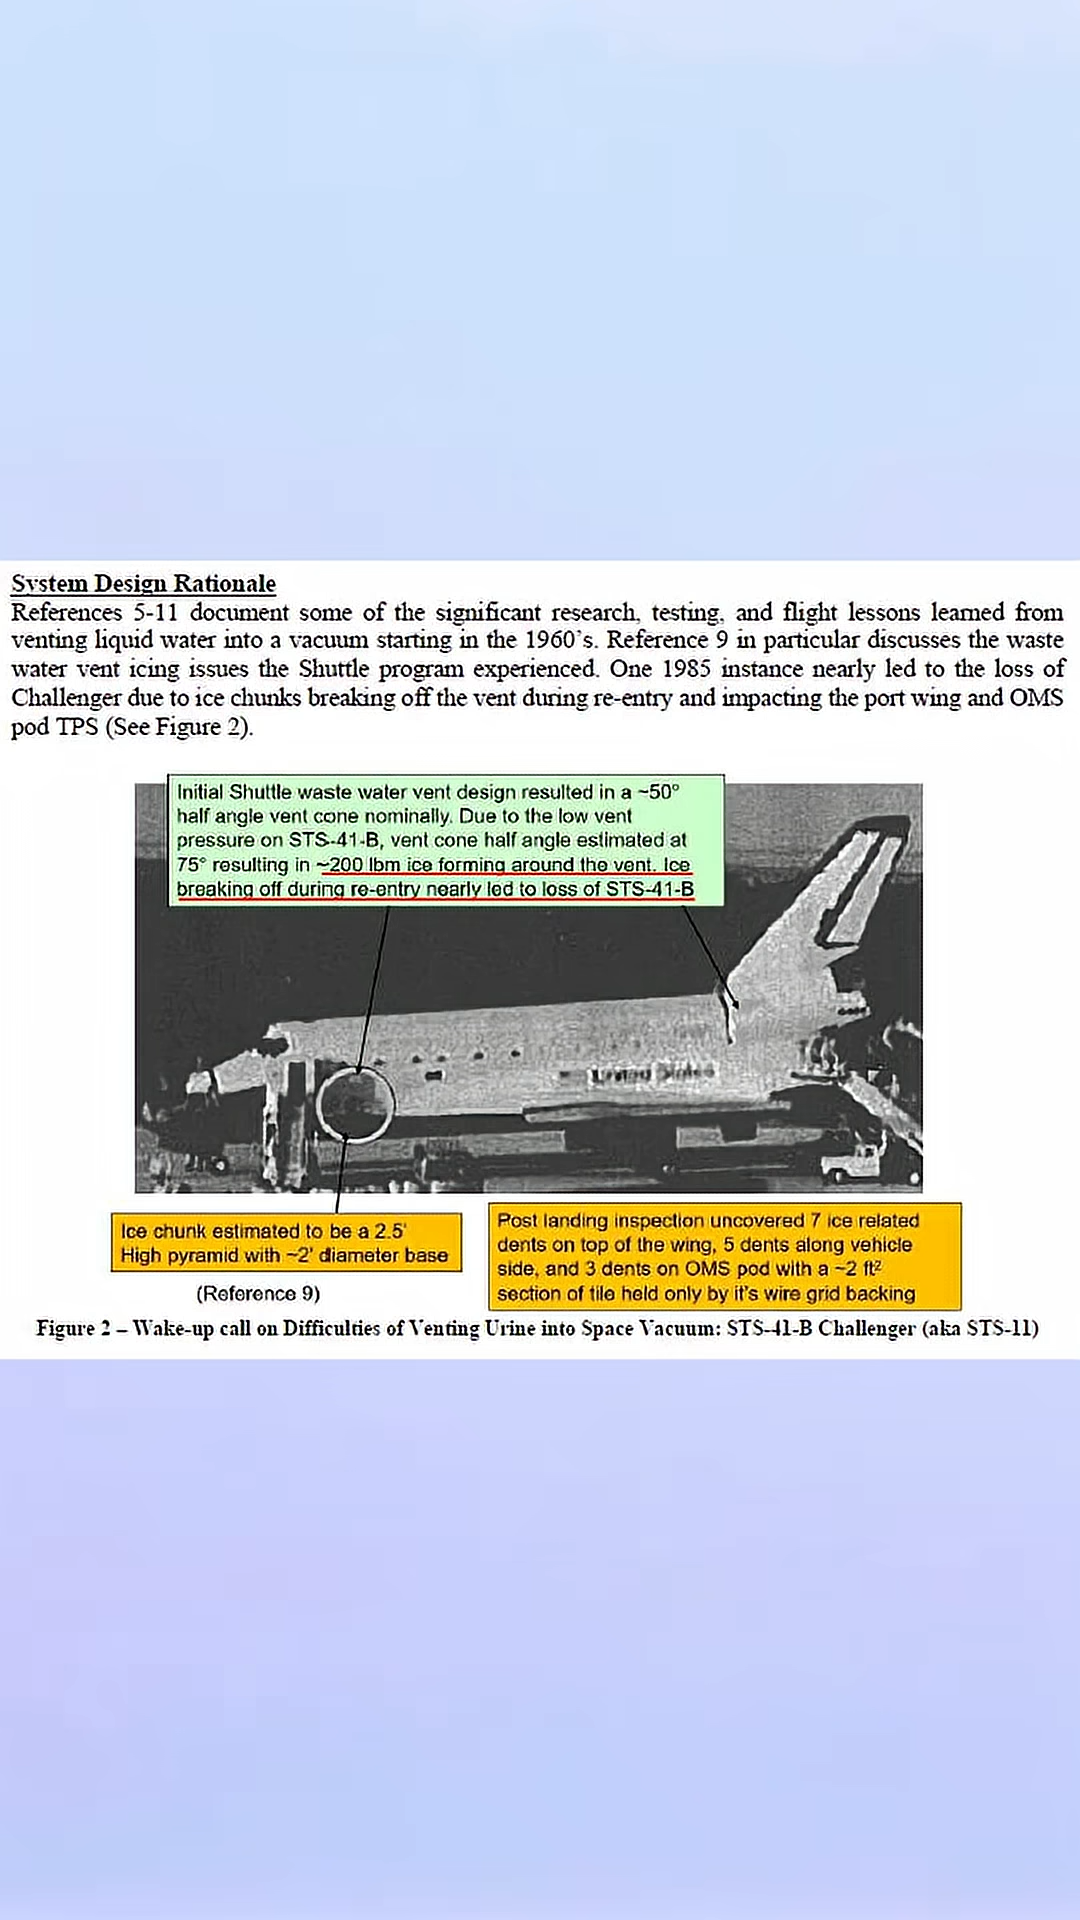 System Design Rationale
References 5-11 document some of the significant research, testing, and flight lessons learned from
venting liquid water into a vacuum starting in the 1960's. Reference 9 in particular discusses the waste
water vent icing issues the Shuttle program experienced. One 1985 instance nearly led to the loss of
Challenger due to ice chunks breaking off the vent during re-entry and impacting the port wing and OMS
pod TPS (See Figure 2).
Initial Shuttle waste water vent design resulted in a ~50°
half angle vent cone nominally. Due to the low vent
pressure on STS-41-B, vent cone half angle estimated at
75° resulting in ~200 lbm ice forming around the vent. Ice
breaking off during re-entry nearly led to loss of STS-41-B
United States
Ice chunk estimated to be a 2.5'
High pyramid with ~2' diameter base
(Reference 9)
Post landing inspection uncovered 7 ice related
dents on top of the wing, 5 dents along vehicle
side, and 3 dents on OMS pod with a ~2 ft²
section of tile held only by it's wire grid backing
Figure 2 – Wake-up call on Difficulties of Venting Urine into Space Vacuum: STS-41-B Challenger (aka STS-11)